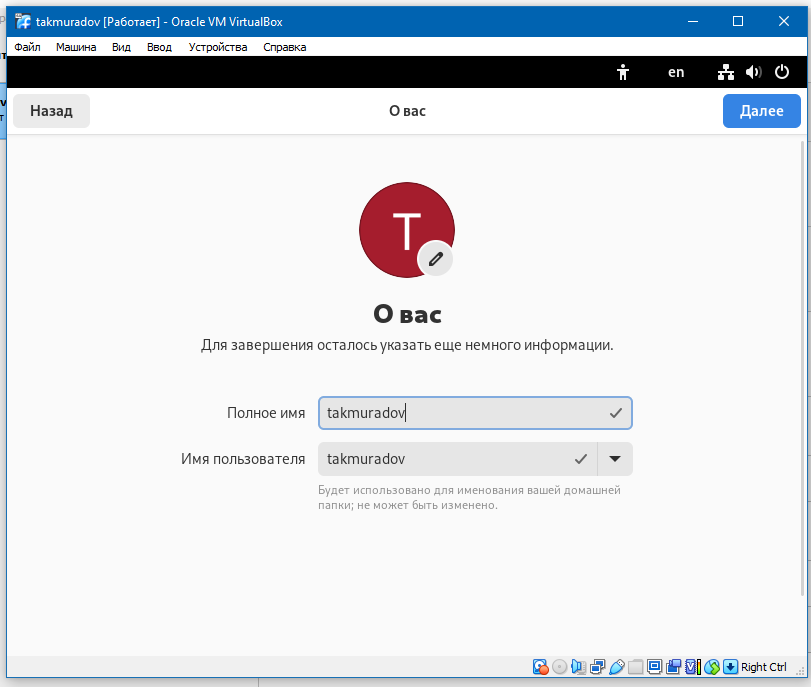 takmuradov [Работает] - Oracle VM VirtualBox
Файл Машина Вид Ввод Устройства Справка
en
Назад О вас Далее
T
О вас
Для завершения осталось указать еще немного информации.
Полное имя takmuradov
Имя пользователя takmuradov
Будет использовано для именования вашей домашней
папки; не может быть изменено.
Right Ctrl